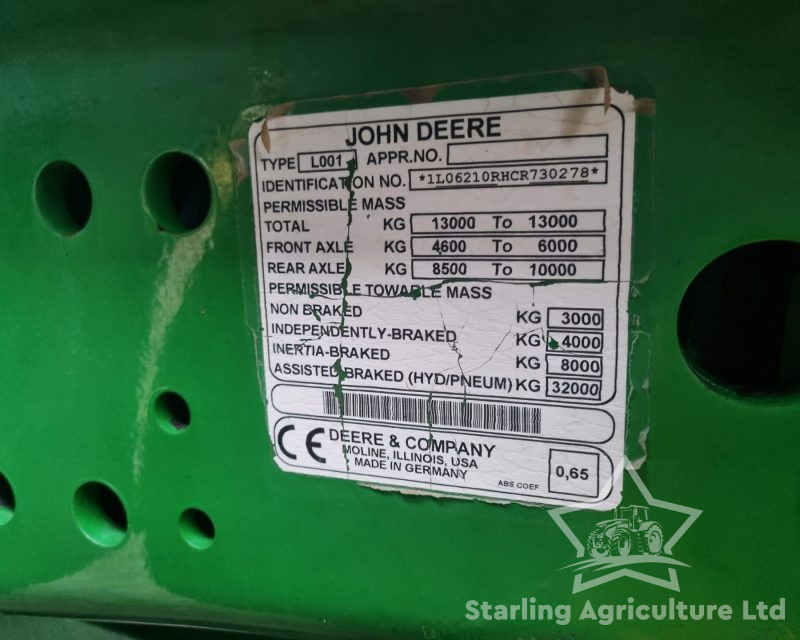 JOHN DEERE
TYPE L001 APPR.NO.
IDENTIFICATION NO. *1L06210RHCR730278*
PERMISSIBLE MASS
TOTAL KG 13000 To 13000
FRONT AXLE KG 4600 To 6000
REAR AXLE KG 8500 To 10000
PERMISSIBLE TOWABLE MASS
NON BRAKED KG 3000
INDEPENDENTLY-BRAKED KG 4000
INERTIA-BRAKED KG 8000
ASSISTED-BRAKED (HYD/PNEUM) KG 32000
CE DEERE & COMPANY
MOLINE, ILLINOIS, USA
MADE IN GERMANY
ABS COEF 0,65
Starling Agriculture Ltd